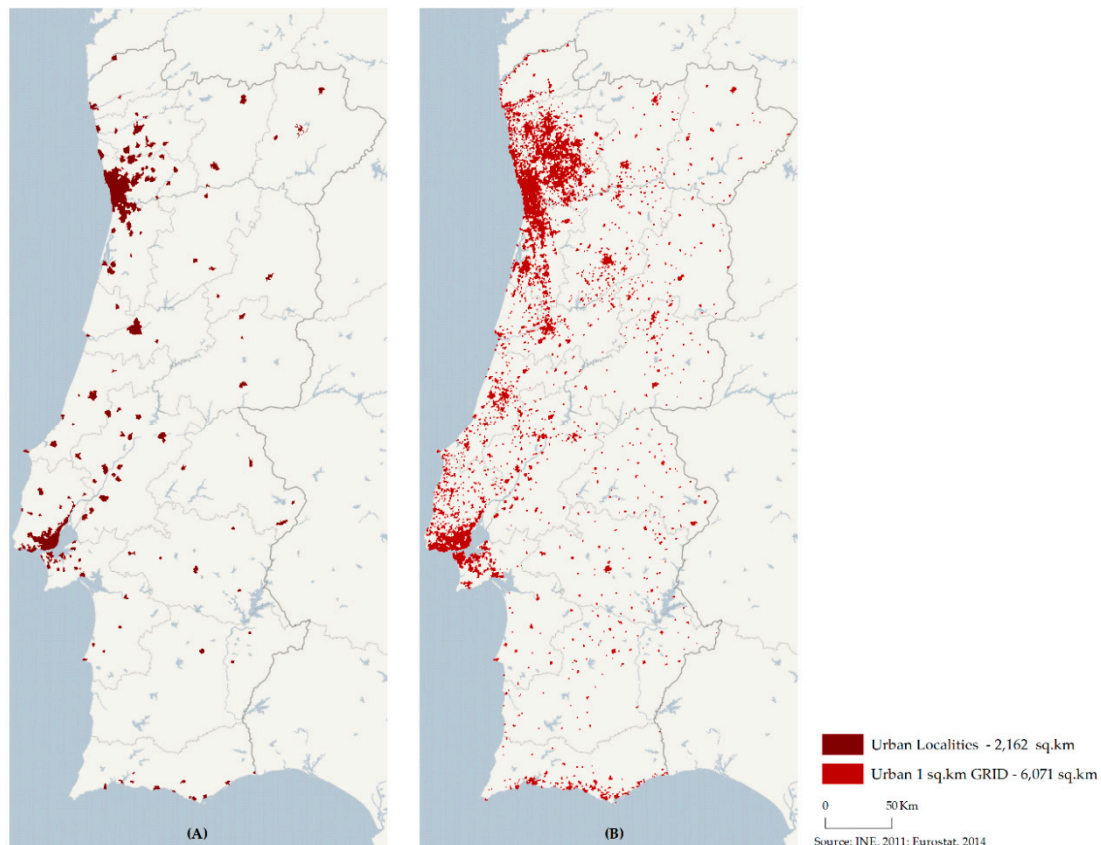 Urban Localities - 2,162 sq.km
Urban 1 sq.km GRID - 6,071 sq.km
0 50 Km
(A) (B)
Source: INE, 2011; Eurostat, 2014